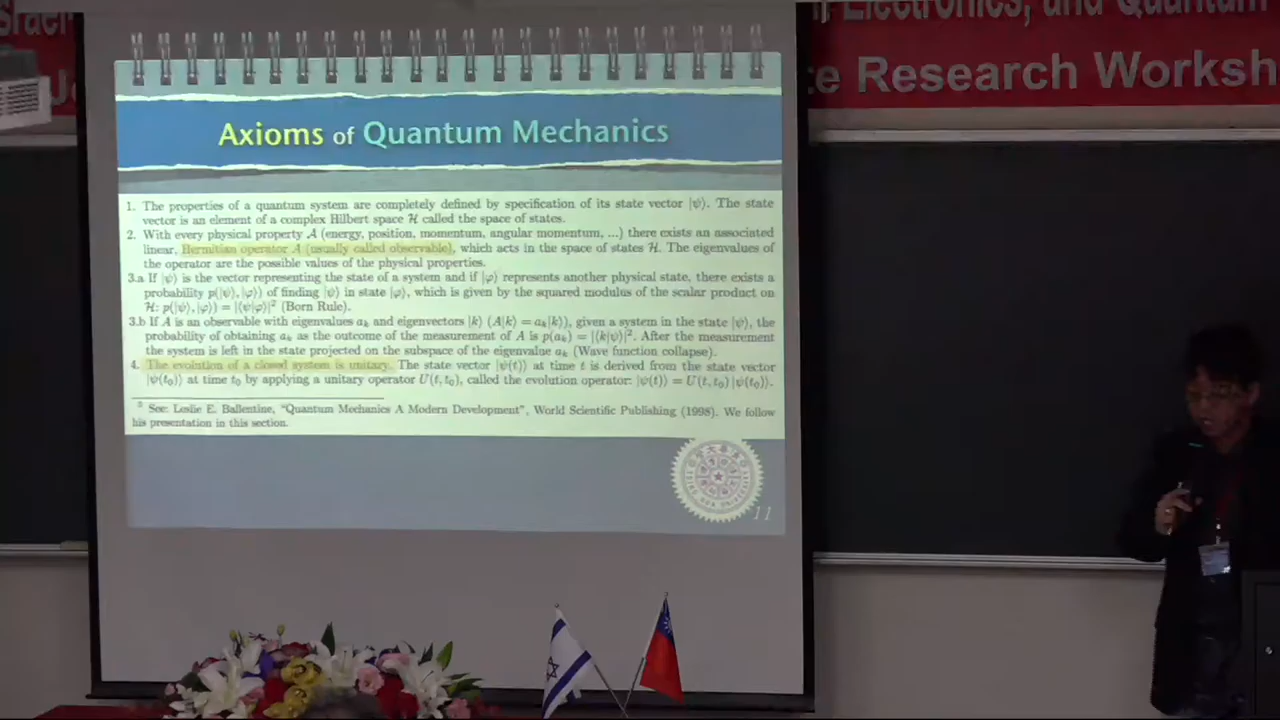 Israel
Electronics, and Quantum
te Research Worksh
Axioms of Quantum Mechanics
1. The properties of a quantum system are completely defined by specification of its state vector |ψ⟩. The state
vector is an element of a complex Hilbert space ℋ called the space of states.
2. With every physical property 𝒜 (energy, position, momentum, angular momentum, ...) there exists an associated
linear, Hermitian operator A (usually called observable), which acts in the space of states ℋ. The eigenvalues of
the operator are the possible values of the physical properties.
3.a If |ψ⟩ is the vector representing the state of a system and if |φ⟩ represents another physical state, there exists a
probability p(|ψ⟩, |φ⟩) of finding |ψ⟩ in state |φ⟩, which is given by the squared modulus of the scalar product on
ℋ: p(|ψ⟩, |φ⟩) = |⟨ψ|φ⟩|² (Born Rule).
3.b If A is an observable with eigenvalues aₖ and eigenvectors |k⟩ (A|k⟩ = aₖ|k⟩), given a system in the state |ψ⟩, the
probability of obtaining aₖ as the outcome of the measurement of A is p(aₖ) = |⟨k|ψ⟩|². After the measurement
the system is left in the state projected on the subspace of the eigenvalue aₖ (Wave function collapse).
4. The evolution of a closed system is unitary. The state vector |ψ(t)⟩ at time t is derived from the state vector
|ψ(t₀)⟩ at time t₀ by applying a unitary operator U(t, t₀), called the evolution operator: |ψ(t)⟩ = U(t, t₀) |ψ(t₀)⟩.
See: Leslie E. Ballentine, "Quantum Mechanics A Modern Development", World Scientific Publishing (1998). We follow
his presentation in this section.
11